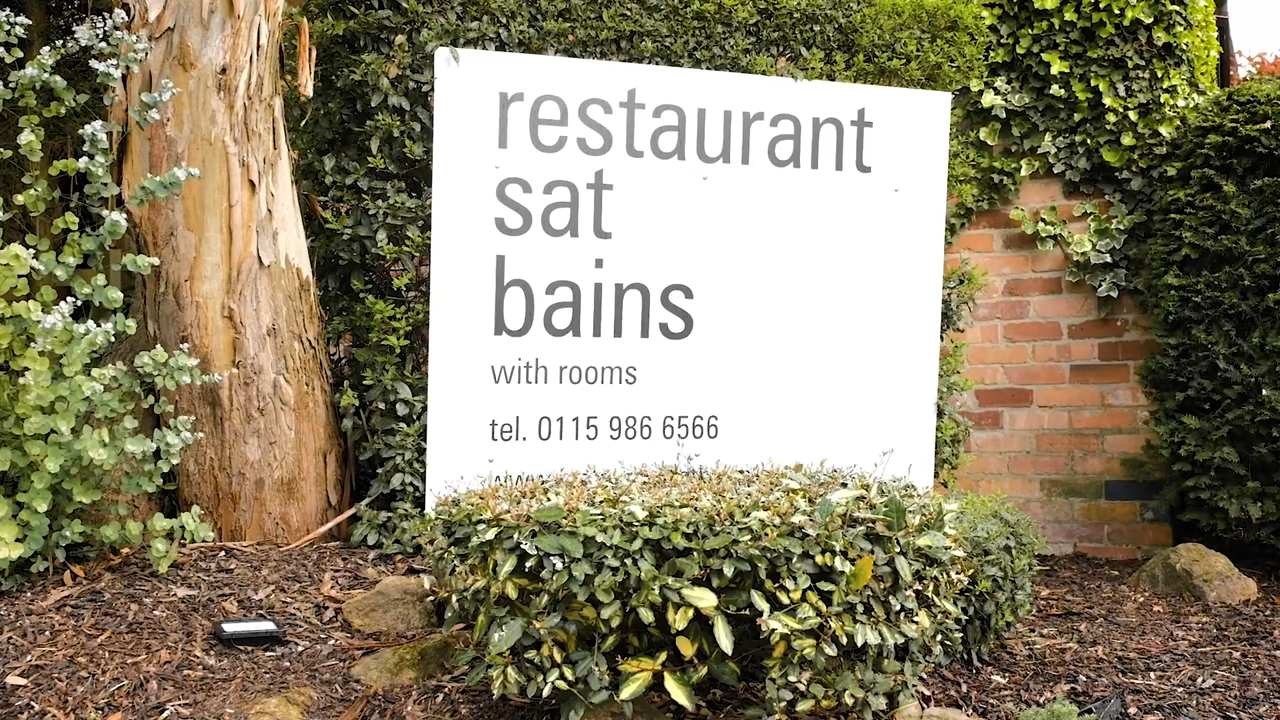 restaurant
sat
bains
with rooms
tel. 0115 986 6566